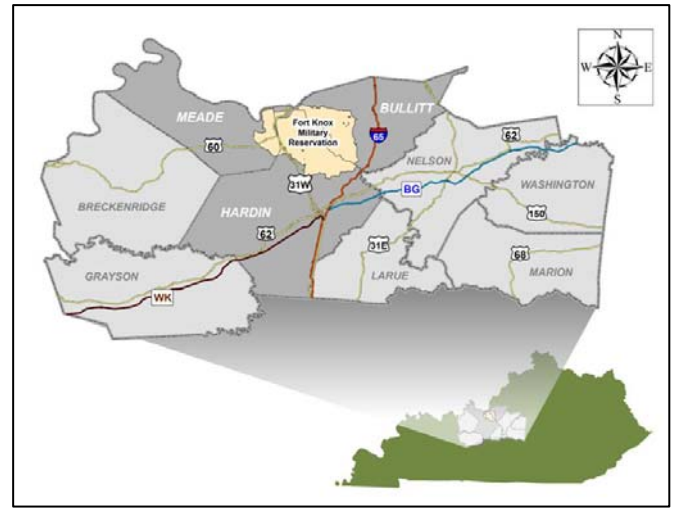 N
W E
S
MEADE
BULLITT
Fort Knox
Military
Reservation
60
65
62
NELSON
31W
WASHINGTON
BG
BRECKENRIDGE
HARDIN
150
62
31E
68
GRAYSON
LARUE
MARION
WK